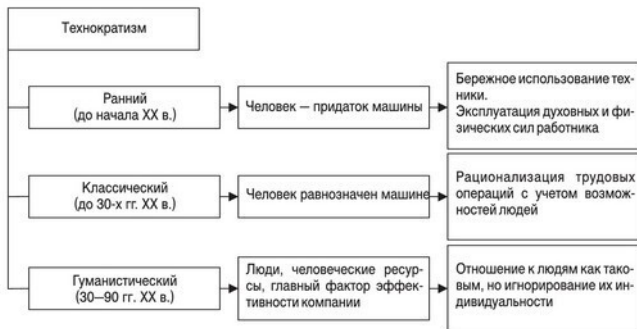 Технократизм
Ранний
(до начала XX в.)
Человек — придаток машины
Бережное использование тех-
ники.
Эксплуатация духовных и фи-
зических сил работника
Классический
(до 30-х гг. XX в.)
Человек равнозначен машине
Рационализация трудовых
операций с учетом возмож-
ностей людей
Гуманистический
(30—90 гг. XX в.)
Люди, человеческие ресур-
сы, главный фактор эффек-
тивности компании
Отношение к людям как тако-
вым, но игнорирование их ин-
дивидуальности